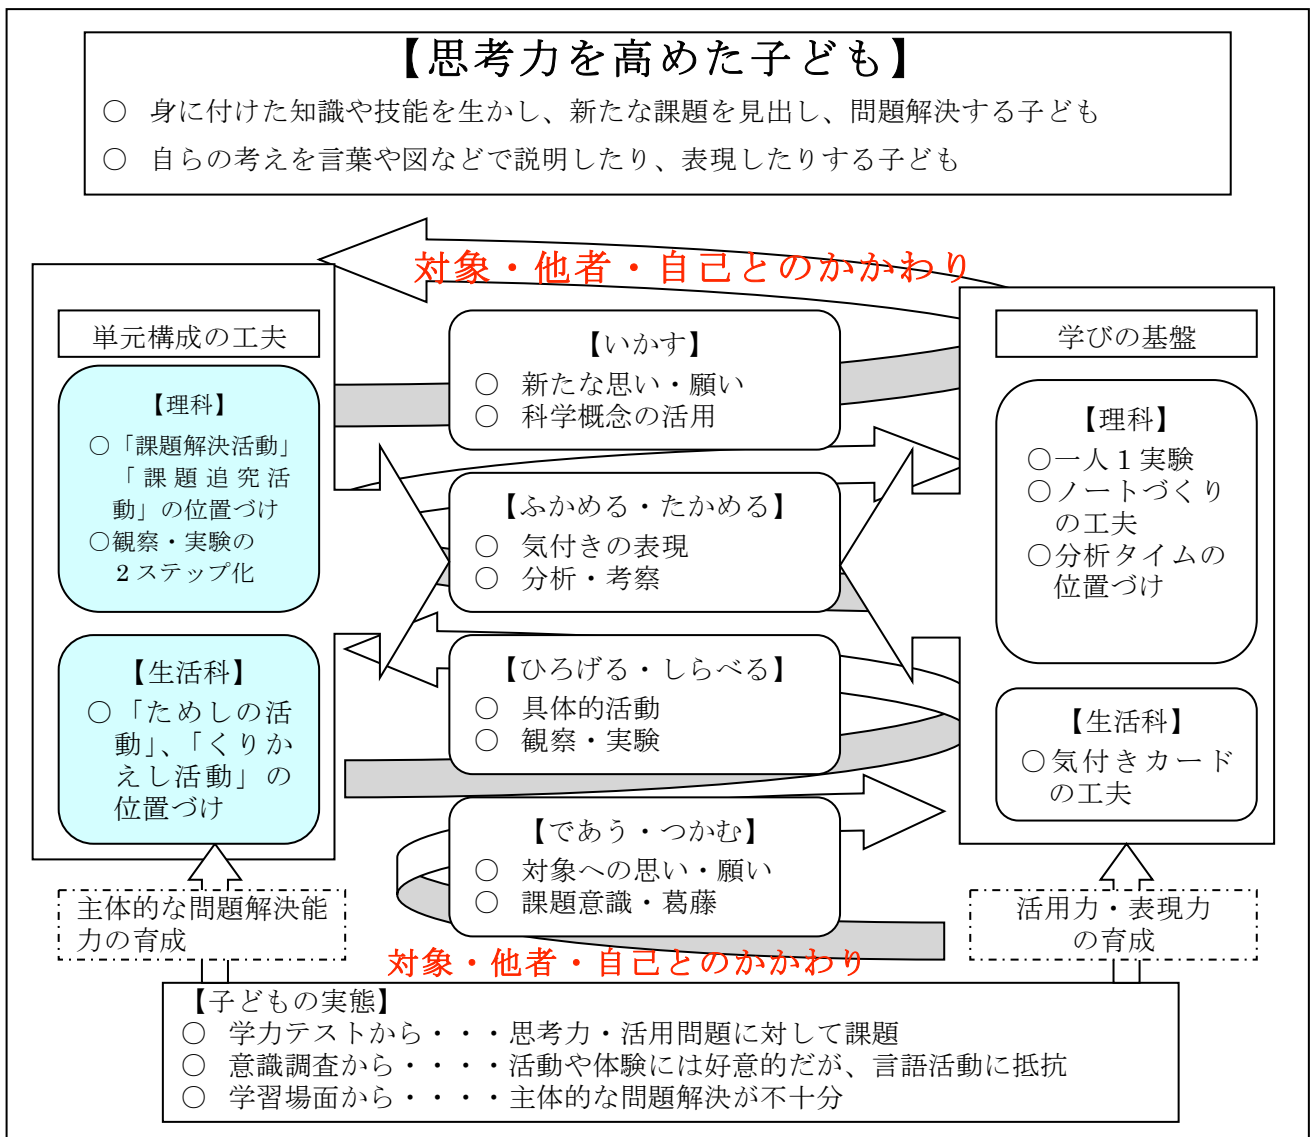 【思考力を高めた子ども】
○ 身に付けた知識や技能を生かし、新たな課題を見出し、問題解決する子ども
○ 自らの考えを言葉や図などで説明したり、表現したりする子ども
対象・他者・自己とのかかわり
単元構成の工夫
【理科】
○「課題解決活動」
「課題追究活
動」の位置づけ
○観察・実験の
2ステップ化
【生活科】
○「ためしの活
動」、「くりか
えし活動」の
位置づけ
【いかす】
○ 新たな思い・願い
○ 科学概念の活用
【ふかめる・たかめる】
○ 気付きの表現
○ 分析・考察
【ひろげる・しらべる】
○ 具体的活動
○ 観察・実験
【であう・つかむ】
○ 対象への思い・願い
○ 課題意識・葛藤
学びの基盤
【理科】
○一人1実験
○ノートづくり
の工夫
○分析タイムの
位置づけ
【生活科】
○気付きカード
の工夫
主体的な問題解決能
力の育成
活用力・表現力
の育成
対象・他者・自己とのかかわり
【子どもの実態】
○ 学力テストから・・・思考力・活用問題に対して課題
○ 意識調査から・・・・活動や体験には好意的だが、言語活動に抵抗
○ 学習場面から・・・・主体的な問題解決が不十分